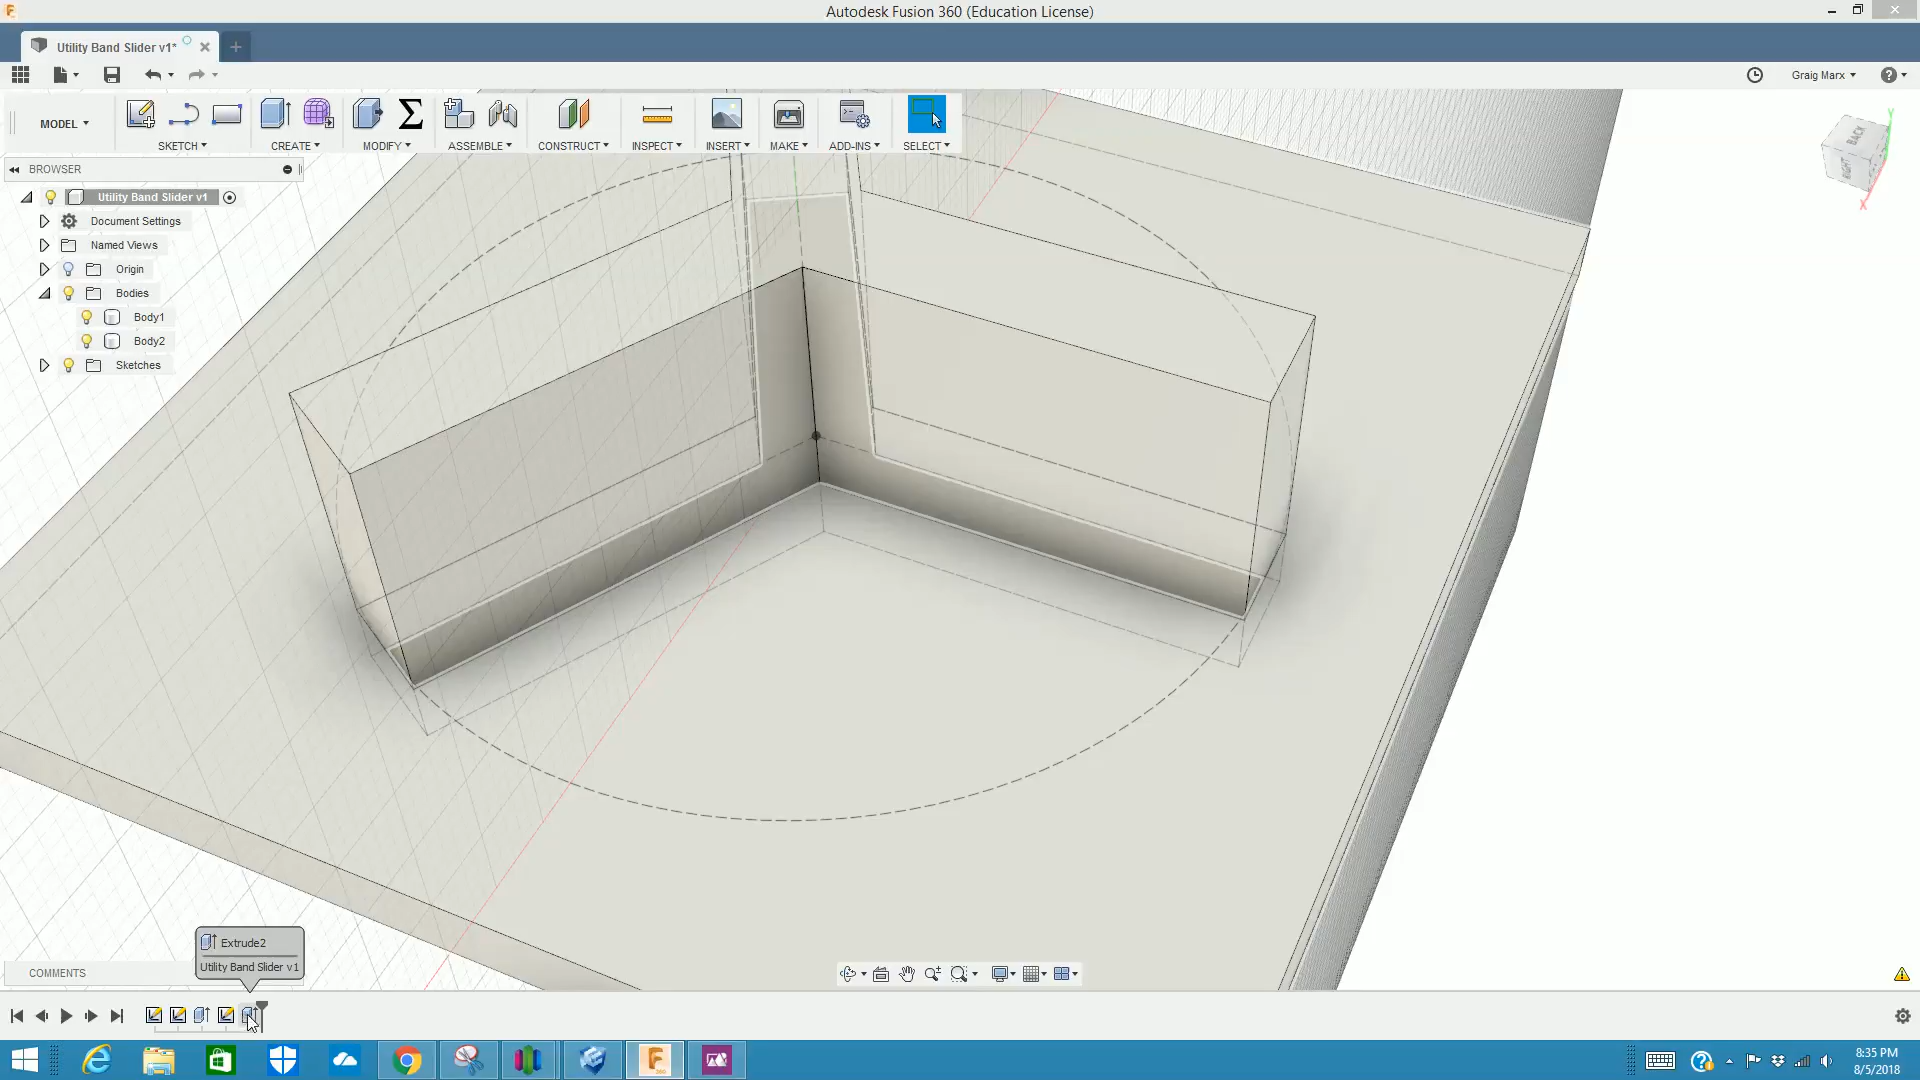 Autodesk Fusion 360 (Education License)
Utility Band Slider v1*
Graig Marx
MODEL
SKETCH
CREATE
MODIFY
ASSEMBLE
CONSTRUCT
INSPECT
INSERT
MAKE
ADD-INS
SELECT
BROWSER
Utility Band Slider v1
Document Settings
Named Views
Origin
Bodies
Body1
Body2
Sketches
BACK
RIGHT
Y
X
Extrude2
Utility Band Slider v1
COMMENTS
8:35 PM
8/5/2018